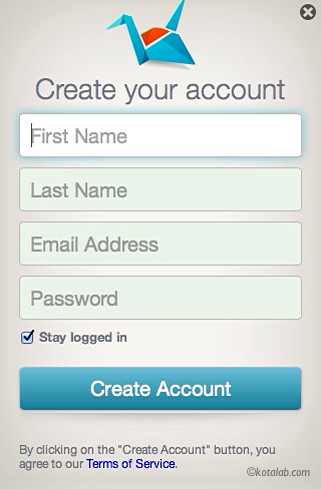 Create your account
First Name
Last Name
Email Address
Password
Stay logged in
Create Account
By clicking on the "Create Account" button, you
agree to our Terms of Service.
©kotalab.com